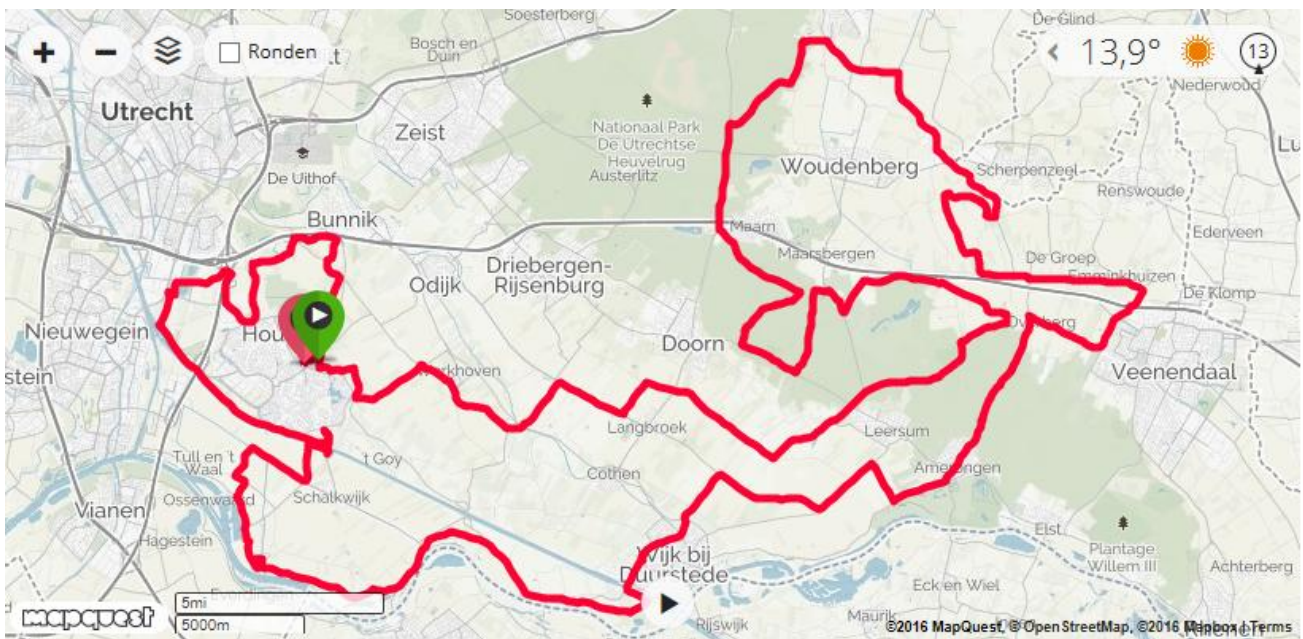 Soesterberg
De Glind
+ − Ronden
Bosch en
Duin
13,9°
13
Nederwoud
Utrecht
Zeist
Nationaal Park
De Utrechtse
Heuvelrug
Austerlitz
Woudenberg
Scherpenzeel
Renswoude
De Uithof
Bunnik
Maarn
Ederveen
Maarsbergen
De Groep
Emminkhuizen
De Klomp
Odijk
Driebergen-
Rijsenburg
Nieuwegein
Hou
Doorn
Veenendaal
stein
Langbroek
Leersum
Tull en 't
Waal
't Goy
Cothen
Amerongen
Ossenwaard
Schalkwijk
Vianen
Hagestein
Elst
Wijk bij
Duurstede
Plantage
Willem III
Achterberg
Eck en Wiel
mapquest
5mi
5000m
Maurik
Rijswijk
©2016 MapQuest, © OpenStreetMap, ©2016 Mapbox | Terms